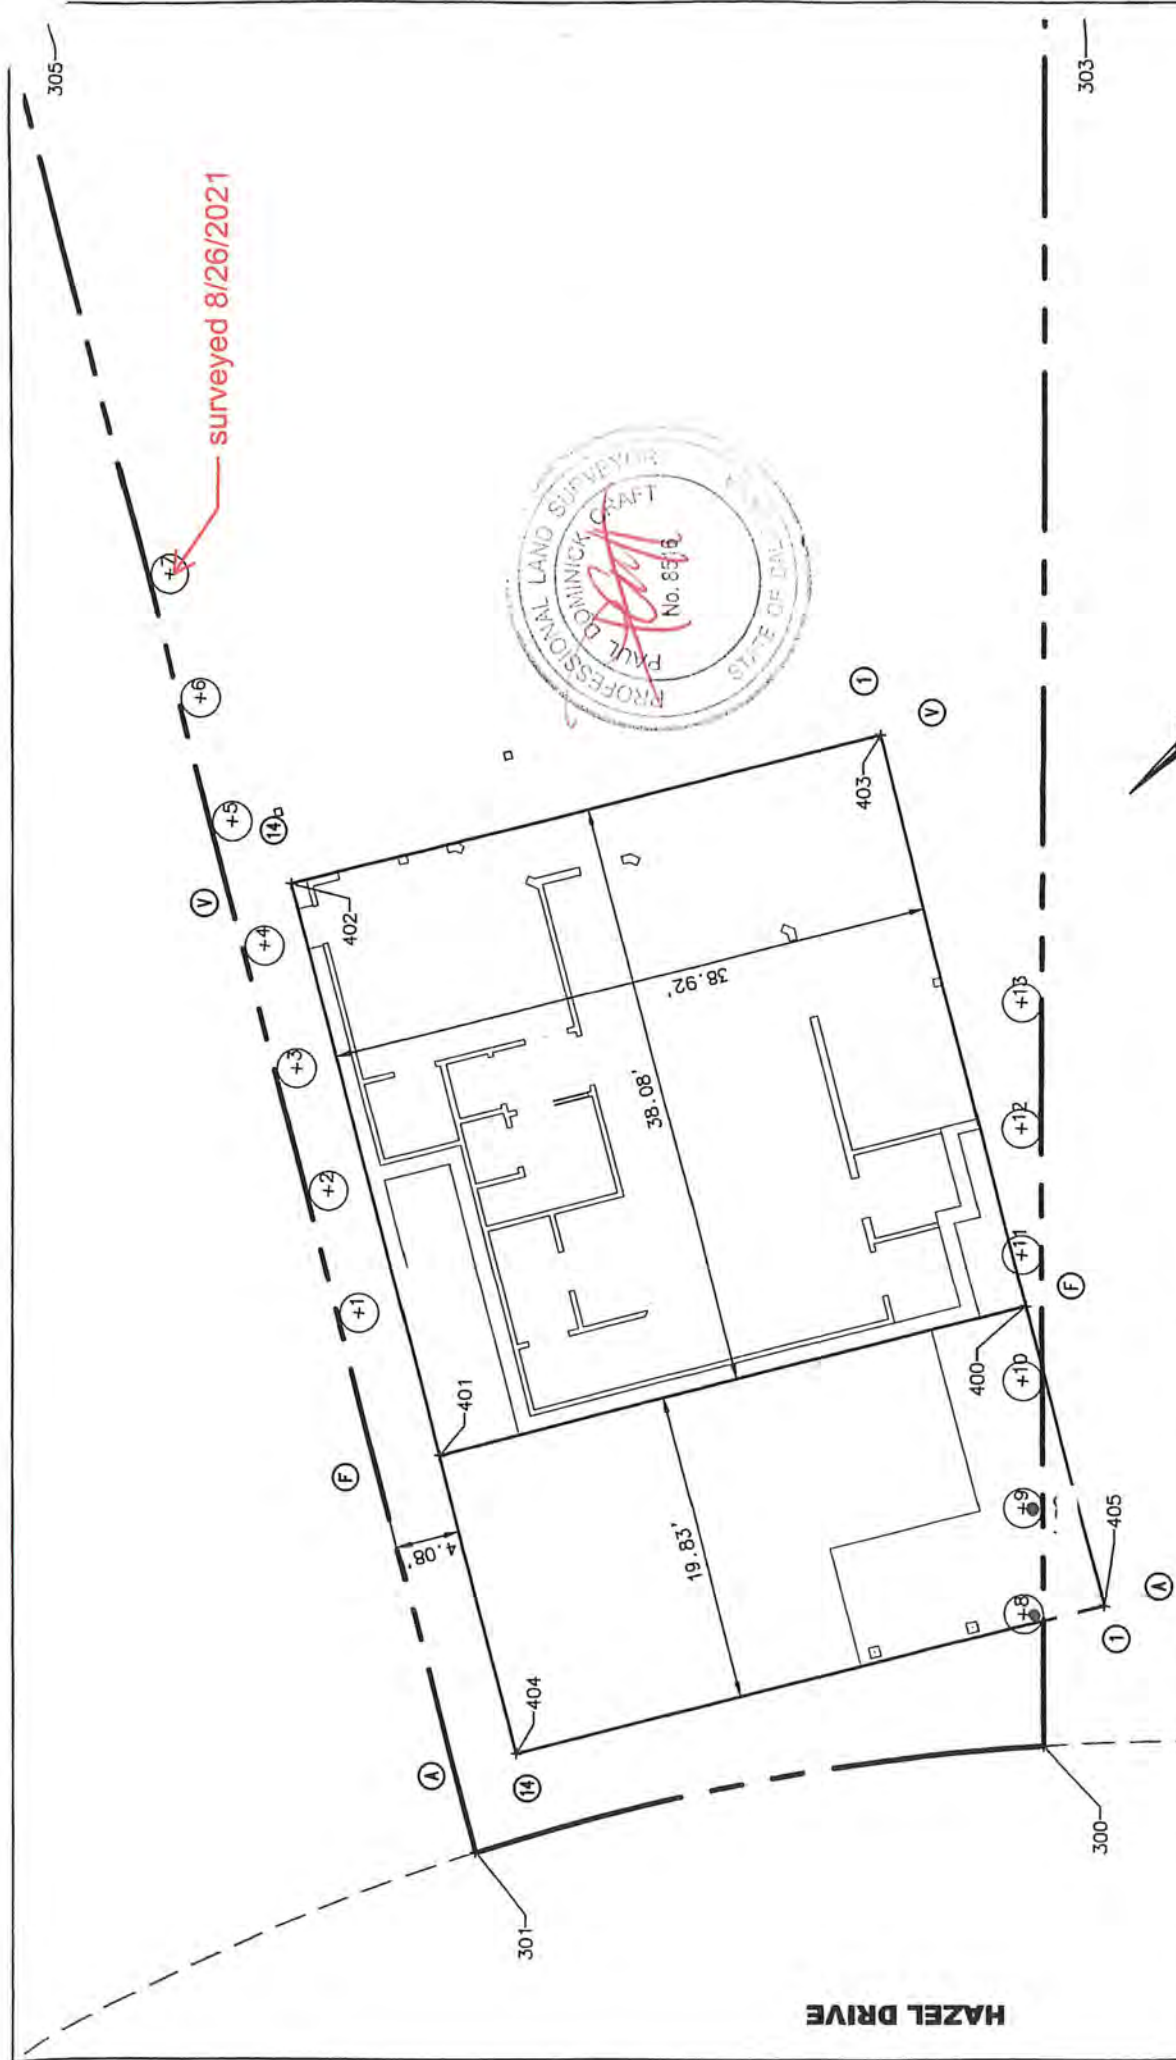 305
surveyed 8/26/2021
+7
+6
+5
14
V
+4
402
+3
+2
+1
F
401
4.08'
A
404
14
301
PROFESSIONAL LAND SURVEYOR
PAUL DOMINICK CRAFT
No. 8516
STATE OF CAL
1
V
403
38.92'
38.08'
19.83'
400
F
+13
+12
+11
+10
+9
+8
405
1
A
300
303
HAZEL DRIVE